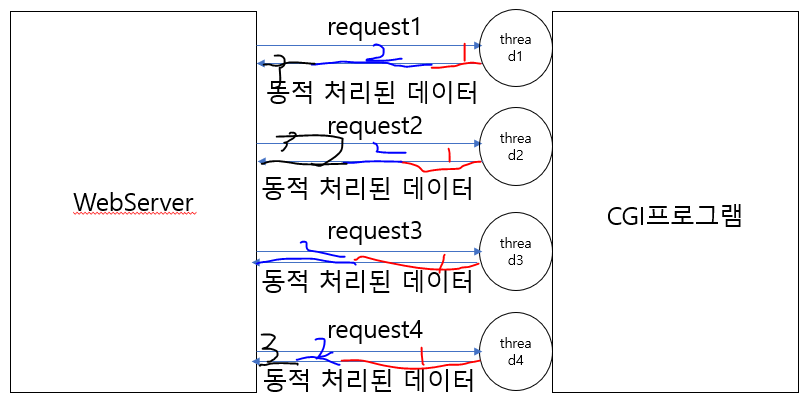 request1
threa
d1
2
1
3
동적 처리된 데이터
request2
threa
d2
3
2
1
동적 처리된 데이터
WebServer
CGI프로그램
request3
threa
d3
2
1
동적 처리된 데이터
request4
threa
d4
3
2
1
동적 처리된 데이터